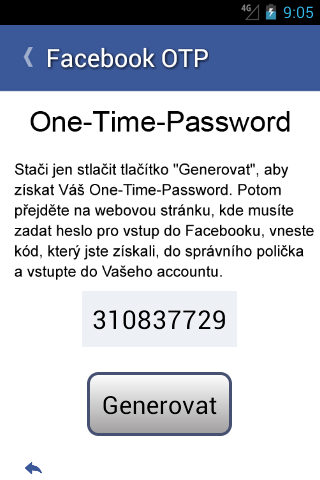 4G 9:05
Facebook OTP
One-Time-Password
Stači jen stlačit tlačítko "Generovat", aby
získat Váš One-Time-Password. Potom
přejděte na webovou stránku, kde musíte
zadat heslo pro vstup do Facebooku, vneste
kód, který jste získali, do správního polička
a vstupte do Vašeho accountu.
310837729
Generovat